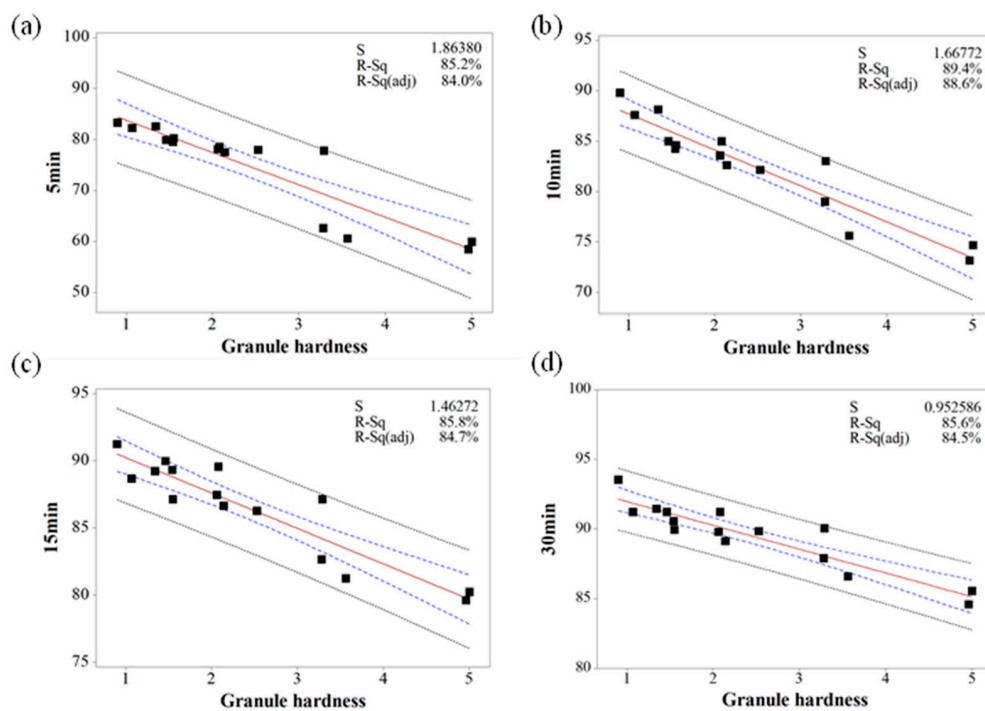 (a)
100
90
80
70
60
50
5min
S 1.86380
R-Sq 85.2%
R-Sq(adj) 84.0%
1 2 3 4 5
Granule hardness
(b)
95
90
85
80
75
70
10min
S 1.66772
R-Sq 89.4%
R-Sq(adj) 88.6%
1 2 3 4 5
Granule hardness
(c)
95
90
85
80
75
15min
S 1.46272
R-Sq 85.8%
R-Sq(adj) 84.7%
1 2 3 4 5
Granule hardness
(d)
100
95
90
85
80
30min
S 0.952586
R-Sq 85.6%
R-Sq(adj) 84.5%
1 2 3 4 5
Granule hardness